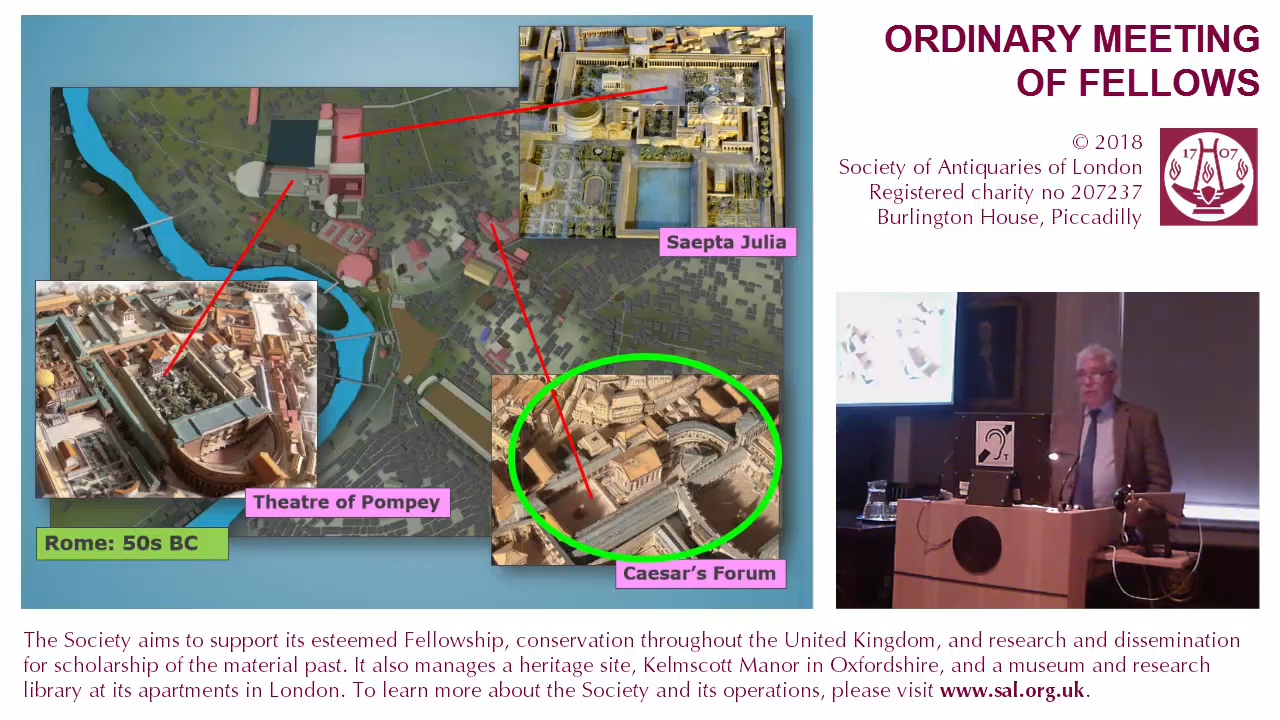 ORDINARY MEETING
OF FELLOWS
© 2018
Society of Antiquaries of London
Registered charity no 207237
Burlington House, Piccadilly
17 07
Saepta Julia
Theatre of Pompey
Rome: 50s BC
Caesar's Forum
T
The Society aims to support its esteemed Fellowship, conservation throughout the United Kingdom, and research and dissemination
for scholarship of the material past. It also manages a heritage site, Kelmscott Manor in Oxfordshire, and a museum and research
library at its apartments in London. To learn more about the Society and its operations, please visit www.sal.org.uk.